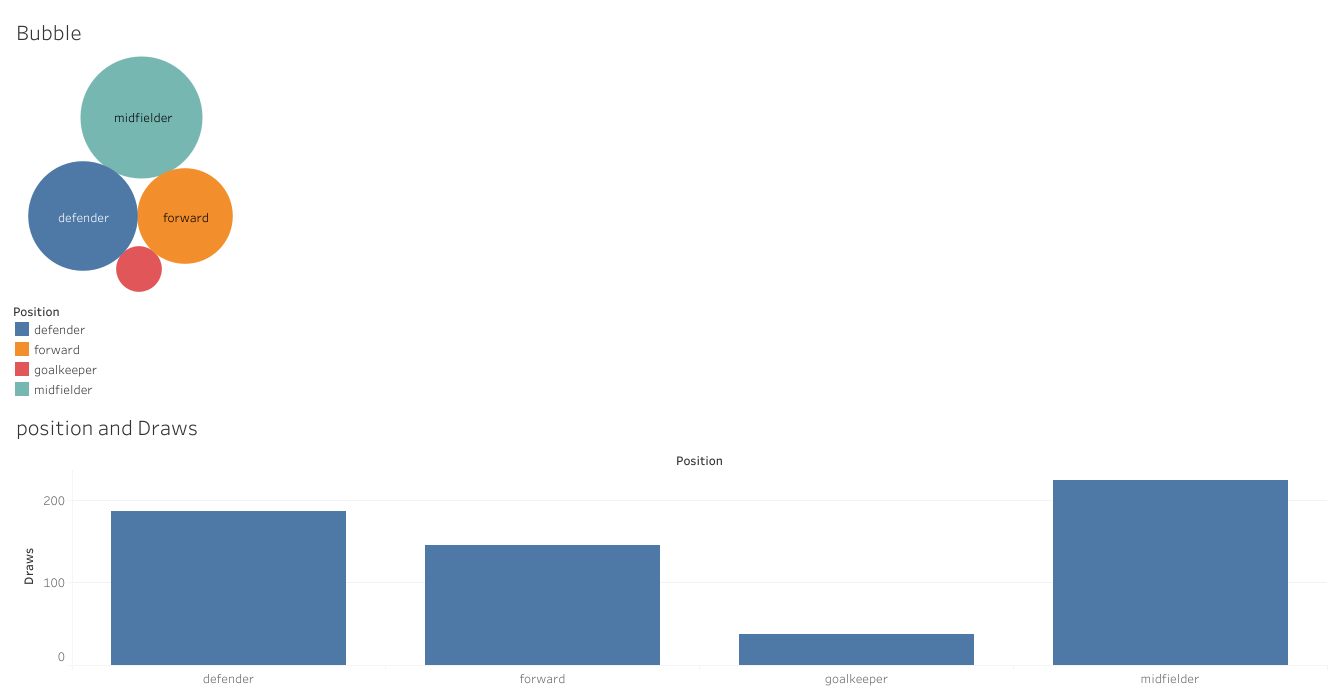 Bubble
midfielder
defender
forward
Position
defender
forward
goalkeeper
midfielder
position and Draws
Position
200
Draws
100
0
defender forward goalkeeper midfielder